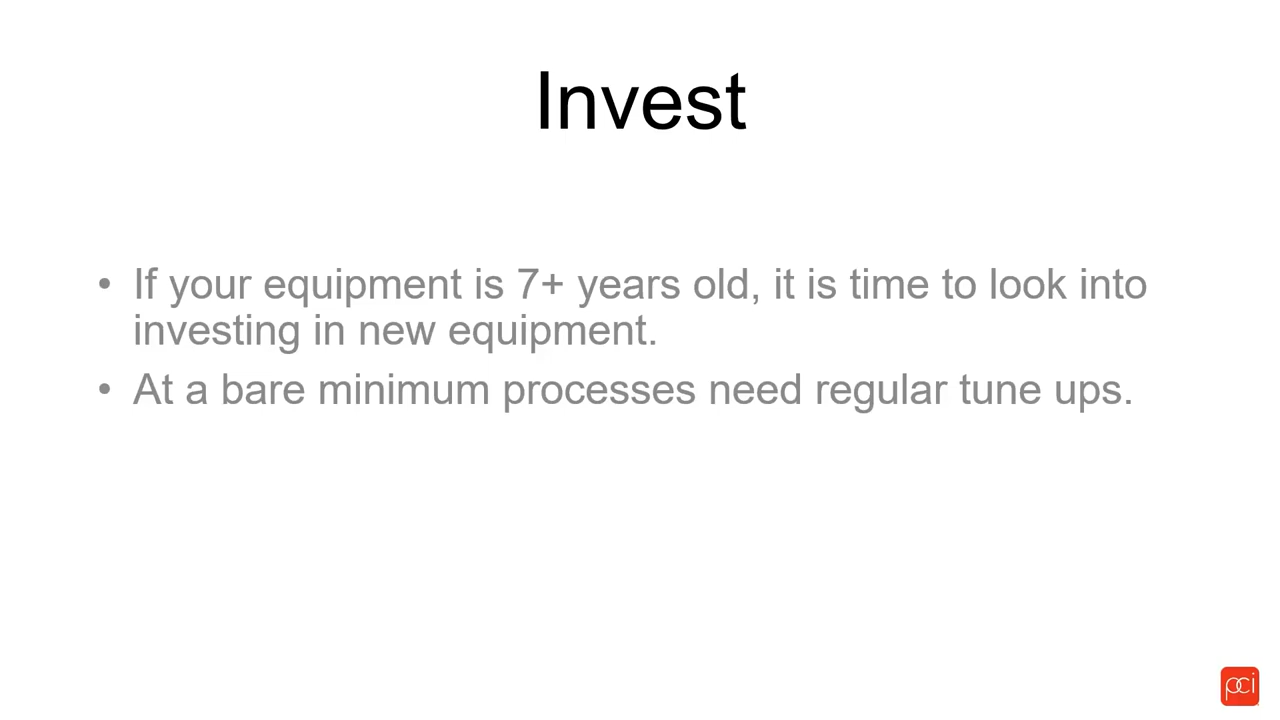 Invest
• If your equipment is 7+ years old, it is time to look into
investing in new equipment.
• At a bare minimum processes need regular tune ups.
pci